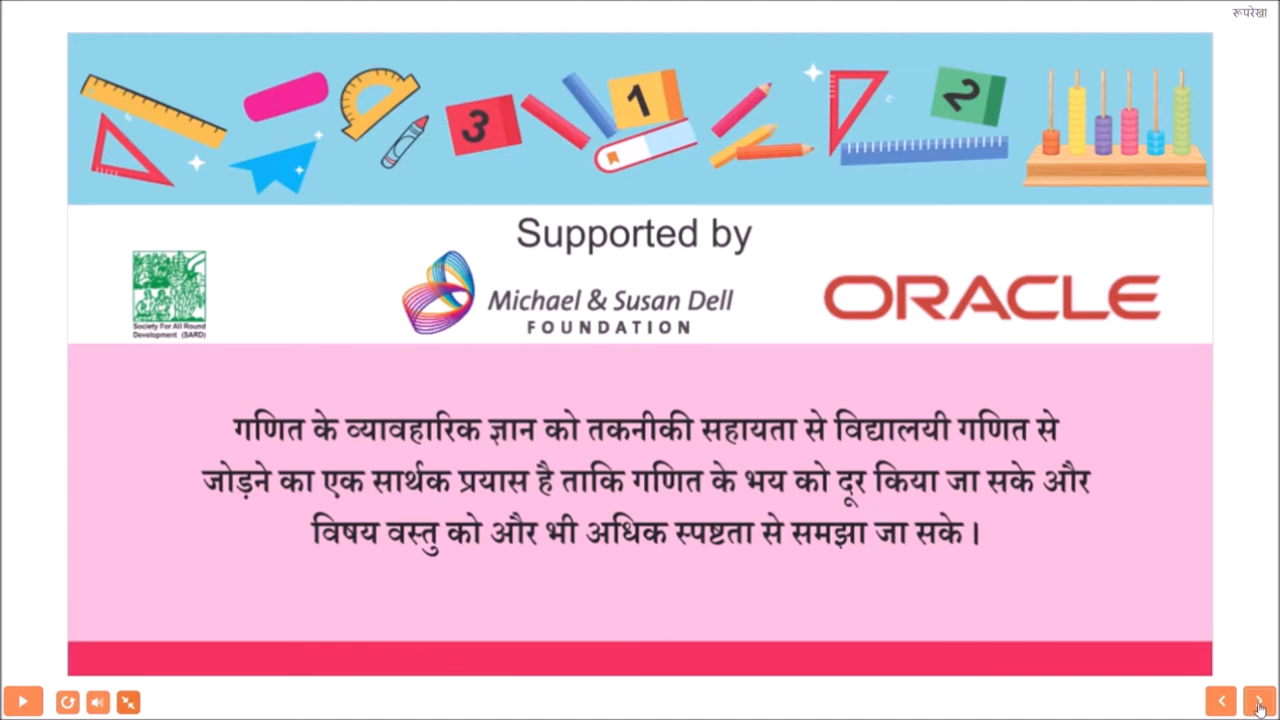 रूपरेखा
3
1
2
Supported by
Society For All Round
Development (SARD)
Michael & Susan Dell
FOUNDATION
ORACLE
गणित के व्यावहारिक ज्ञान को तकनीकी सहायता से विद्यालयी गणित से
जोड़ने का एक सार्थक प्रयास है ताकि गणित के भय को दूर किया जा सके और
विषय वस्तु को और भी अधिक स्पष्टता से समझा जा सके।